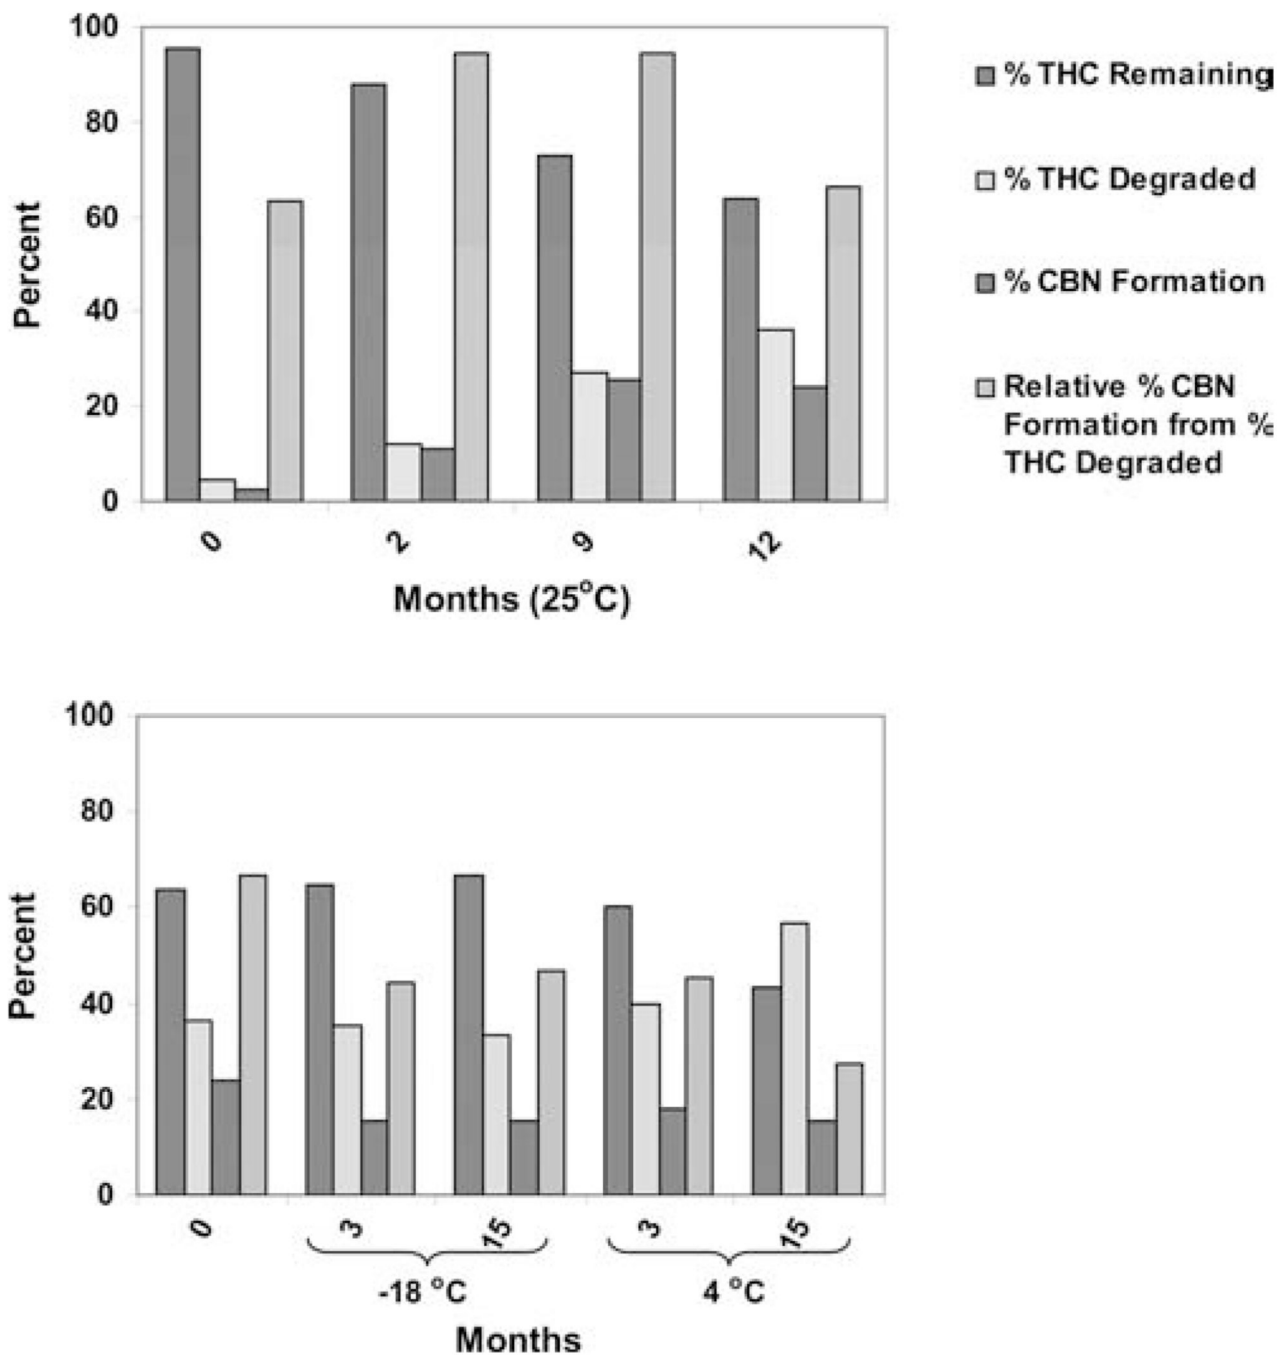 100
80
60
40
20
0
Percent
0 2 9 12
Months (25°C)
% THC Remaining
% THC Degraded
% CBN Formation
Relative % CBN
Formation from %
THC Degraded
100
80
60
40
20
0
Percent
0 3 15 3 15
-18 °C 4 °C
Months